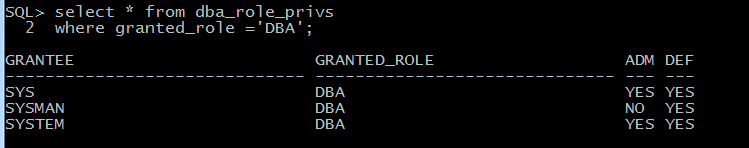 SQL> select * from dba_role_privs
  2  where granted_role ='DBA';
GRANTEE                        GRANTED_ROLE                   ADM DEF
------------------------------ ------------------------------ --- ---
SYS                            DBA                            YES YES
SYSMAN                         DBA                            NO  YES
SYSTEM                         DBA                            YES YES